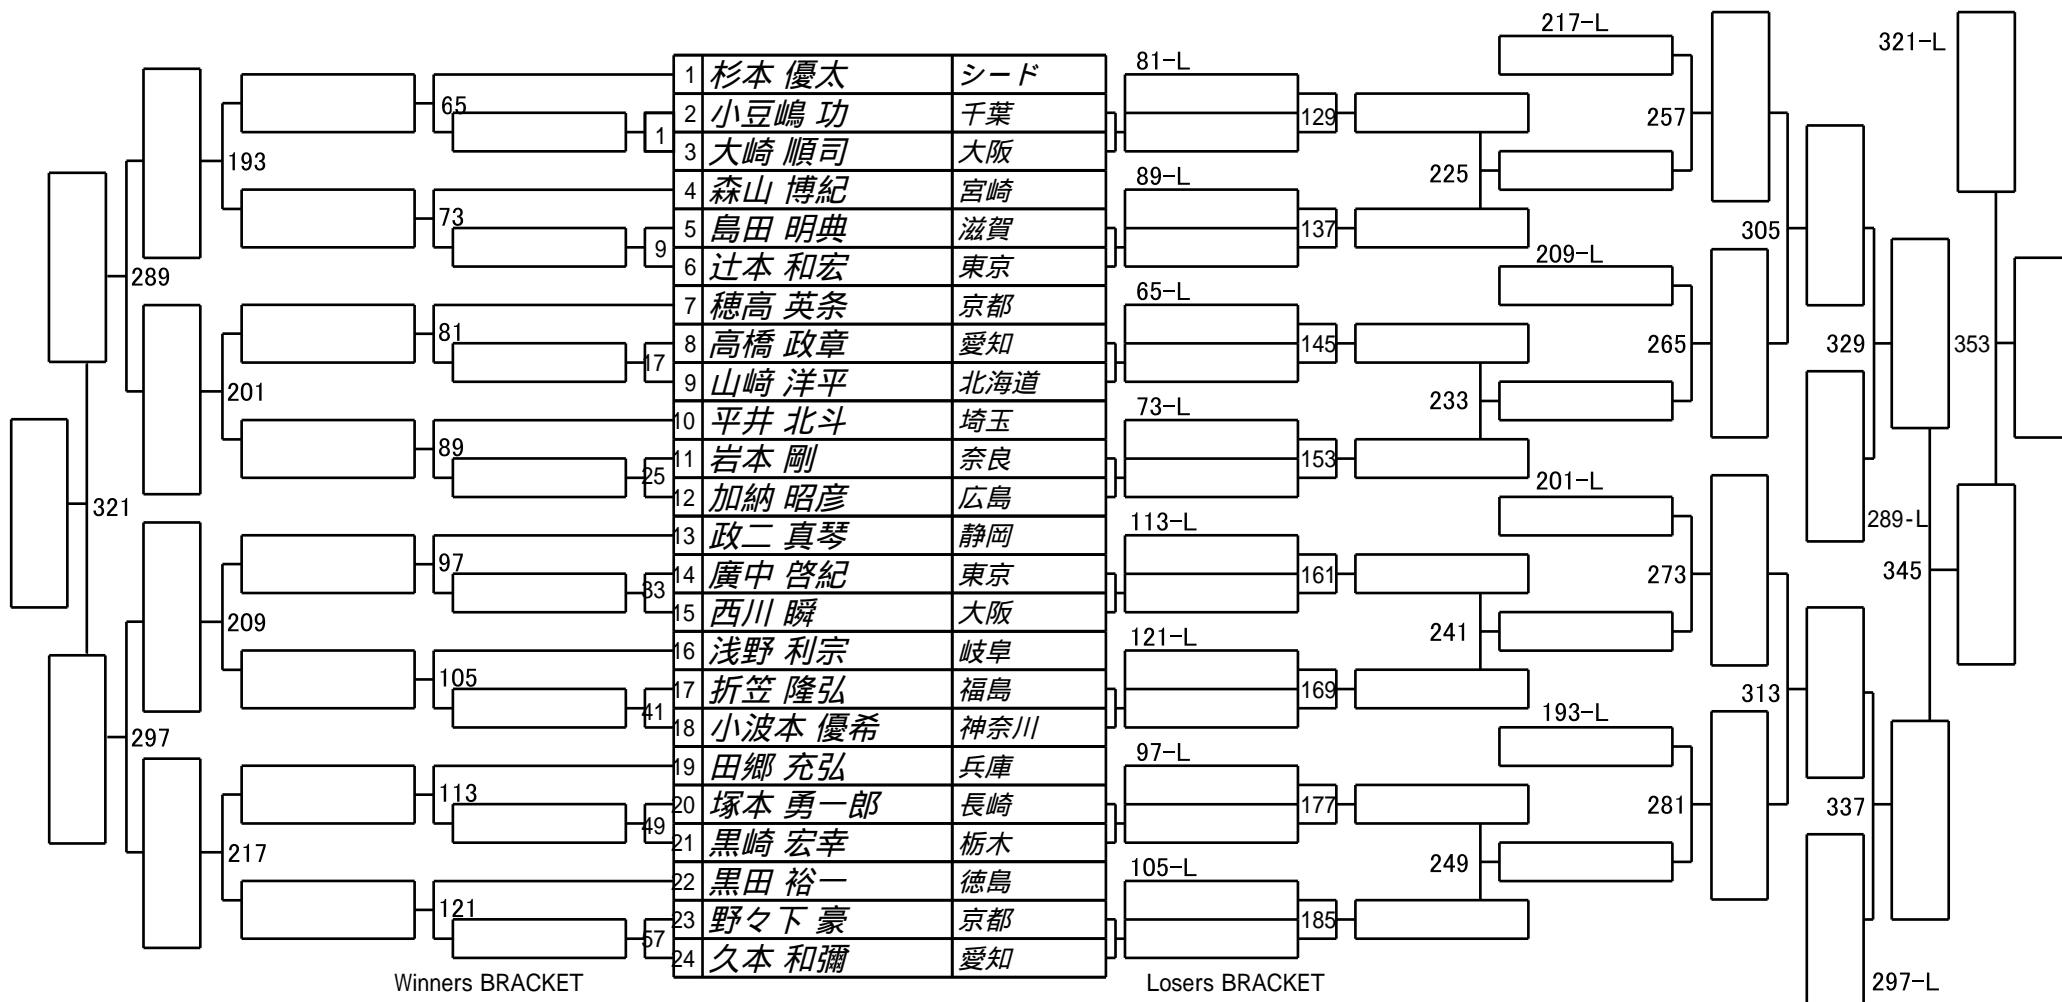 217-L
321-L
1 杉本 優太 シード 81-L
65 2 小豆嶋 功 千葉 129 257
1 3 大崎 順司 大阪
193 225
4 森山 博紀 宮崎 89-L
73 5 島田 明典 滋賀 137 305
9 6 辻本 和宏 東京 209-L
289
7 穂高 英条 京都 65-L
81 8 高橋 政章 愛知 145 265 329 353
17 9 山﨑 洋平 北海道
201 233
10 平井 北斗 埼玉 73-L
89 11 岩本 剛 奈良 153
25 12 加納 昭彦 広島 201-L
321 289-L
13 政二 真琴 静岡 113-L
97 14 廣中 啓紀 東京 161 273 345
33 15 西川 瞬 大阪
209 241
16 浅野 利宗 岐阜 121-L
105 17 折笠 隆弘 福島 169 313
41 18 小波本 優希 神奈川 193-L
297
19 田郷 充弘 兵庫 97-L
113 20 塚本 勇一郎 長崎 177 281 337
49 21 黒崎 宏幸 栃木
217 249
22 黒田 裕一 徳島 105-L
121 23 野々下 豪 京都 185
57 24 久本 和彌 愛知
Winners BRACKET Losers BRACKET 297-L